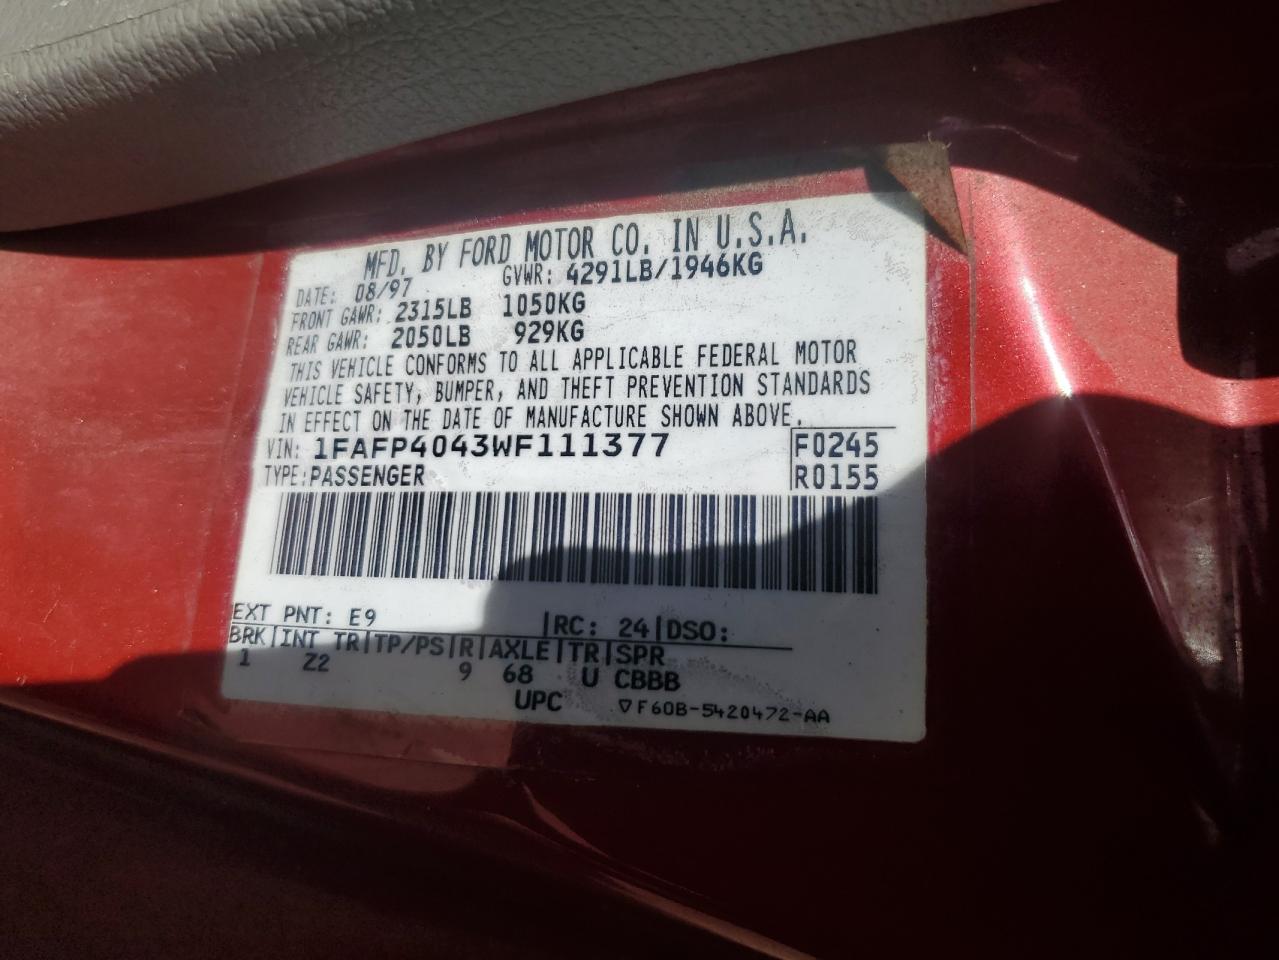 MFD. BY FORD MOTOR CO. IN U.S.A.
DATE: 08/97 GVWR: 4291LB/1946KG
FRONT GAWR: 2315LB 1050KG
REAR GAWR: 2050LB 929KG
THIS VEHICLE CONFORMS TO ALL APPLICABLE FEDERAL MOTOR
VEHICLE SAFETY, BUMPER, AND THEFT PREVENTION STANDARDS
IN EFFECT ON THE DATE OF MANUFACTURE SHOWN ABOVE.
VIN: 1FAFP4043WF111377 F0245
TYPE: PASSENGER R0155
EXT PNT: E9 |RC: 24|DSO:
BRK|INT TR|TP/PS|R|AXLE|TR|SPR
1 Z2 9 68 U CBBB
UPC ▽F60B-5420472-AA